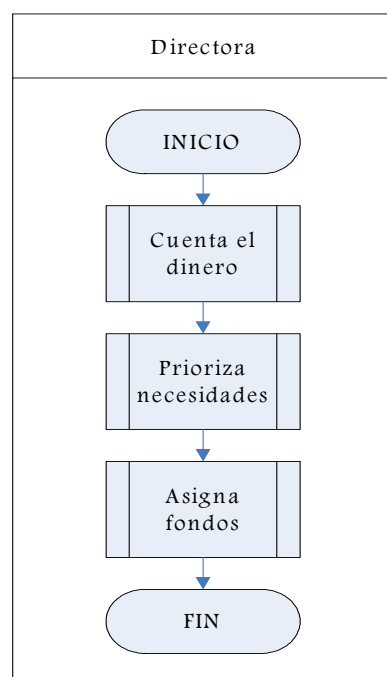 Directora
INICIO
Cuenta el
dinero
Prioriza
necesidades
Asigna
fondos
FIN